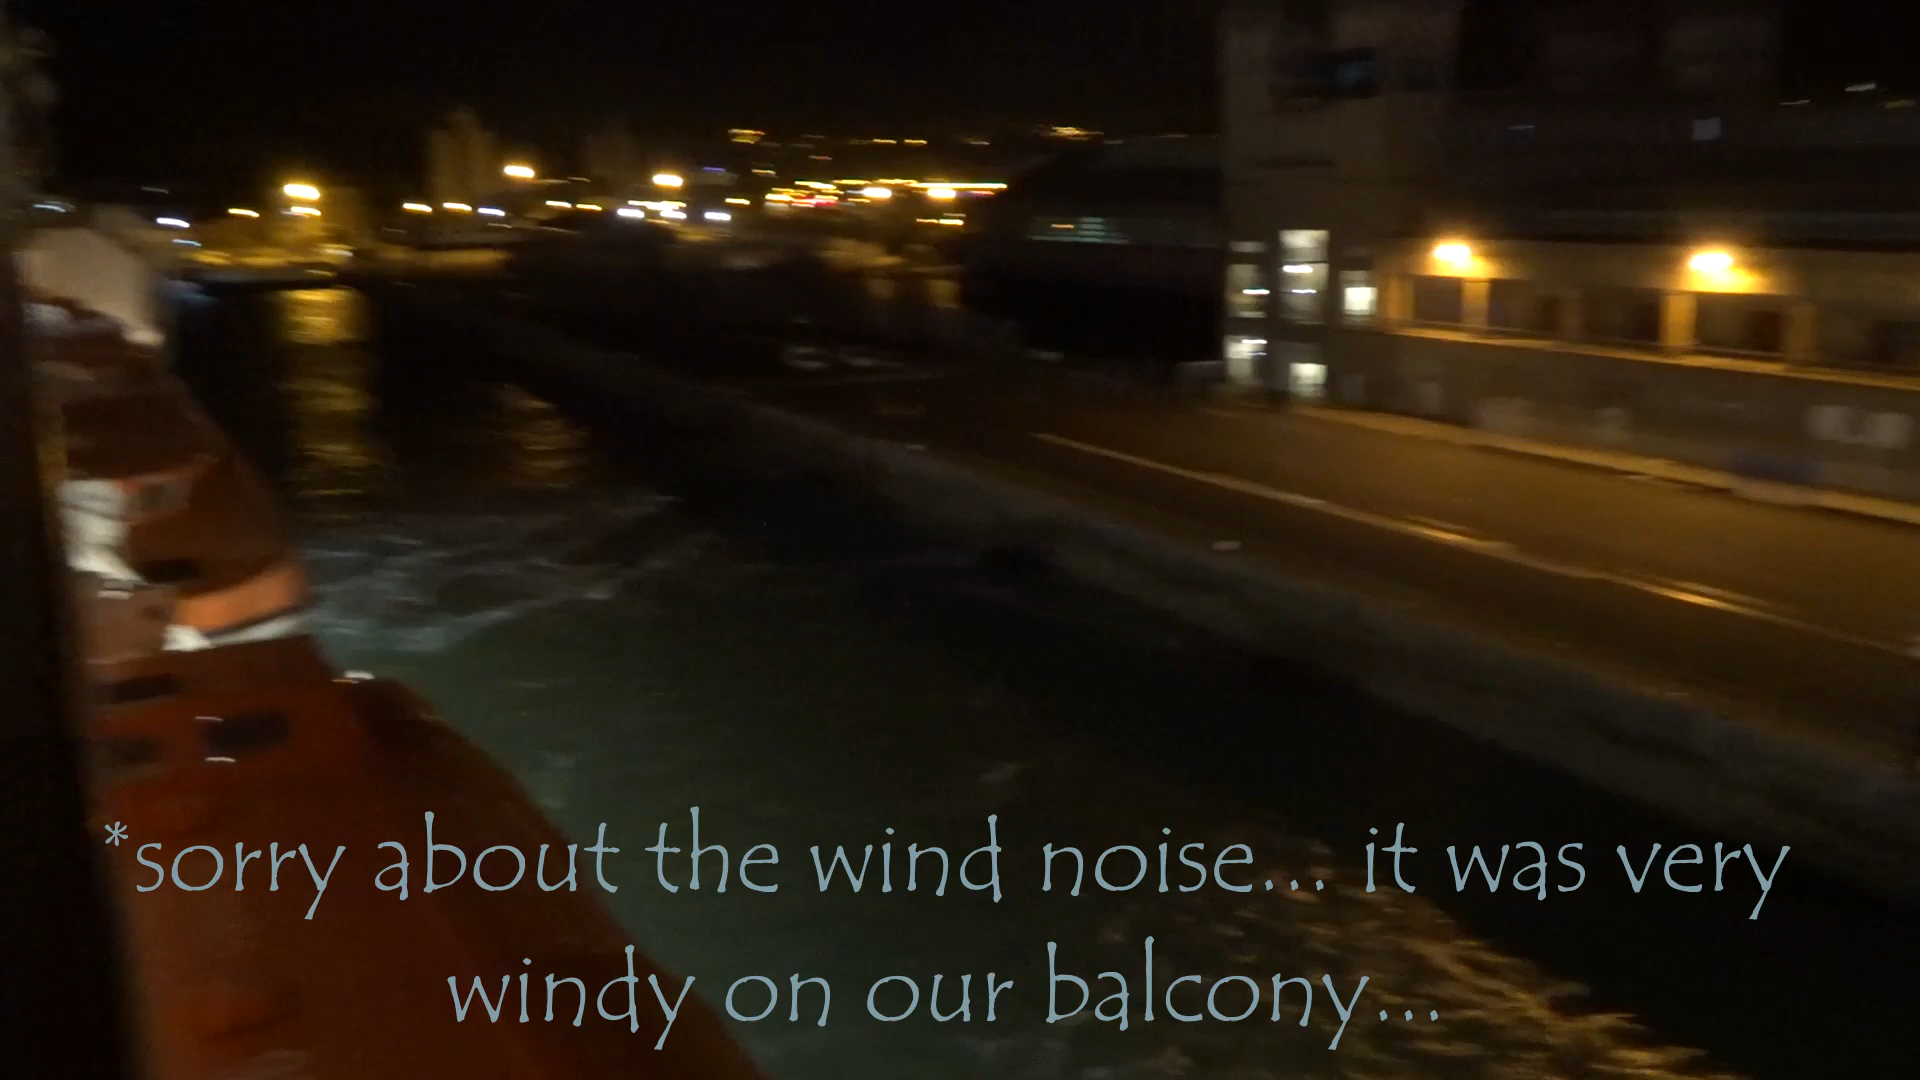 *sorry about the wind noise... it was very
windy on our balcony...